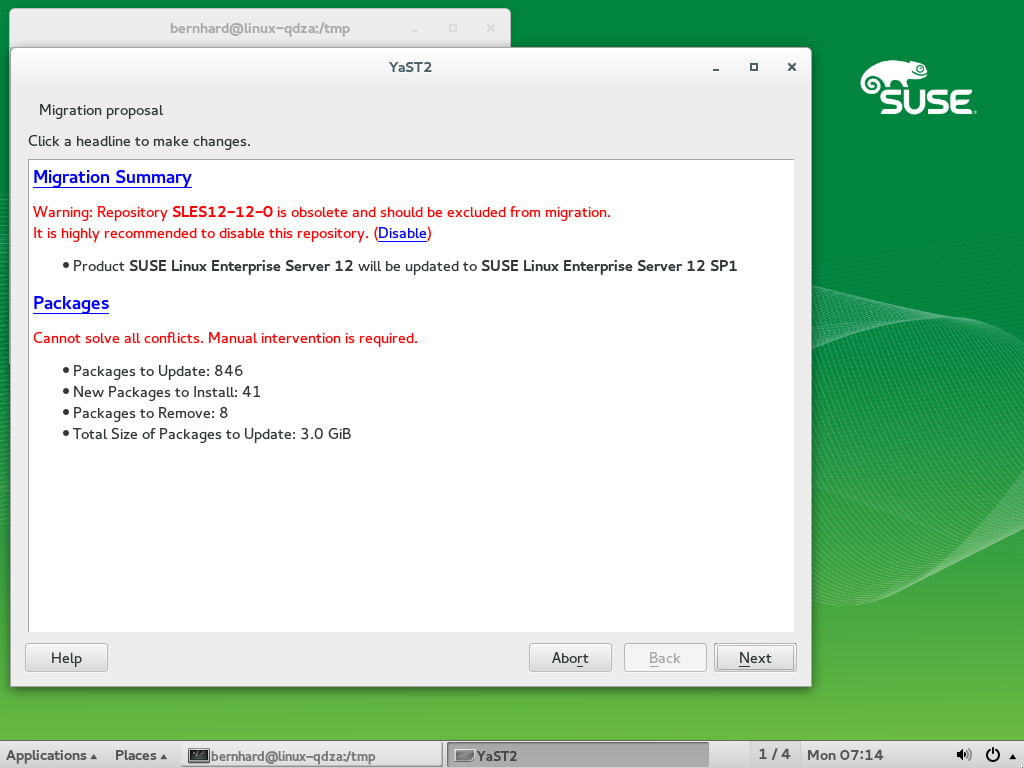 bernhard@linux-qdza:/tmp
YaST2
SUSE
Migration proposal
Click a headline to make changes.
Migration Summary
Warning: Repository SLES12-12-0 is obsolete and should be excluded from migration.
It is highly recommended to disable this repository. (Disable)
• Product SUSE Linux Enterprise Server 12 will be updated to SUSE Linux Enterprise Server 12 SP1
Packages
Cannot solve all conflicts. Manual intervention is required.
• Packages to Update: 846
• New Packages to Install: 41
• Packages to Remove: 8
• Total Size of Packages to Update: 3.0 GiB
Help Abort Back Next
Applications Places bernhard@linux-qdza:/tmp YaST2 1 / 4 Mon 07:14